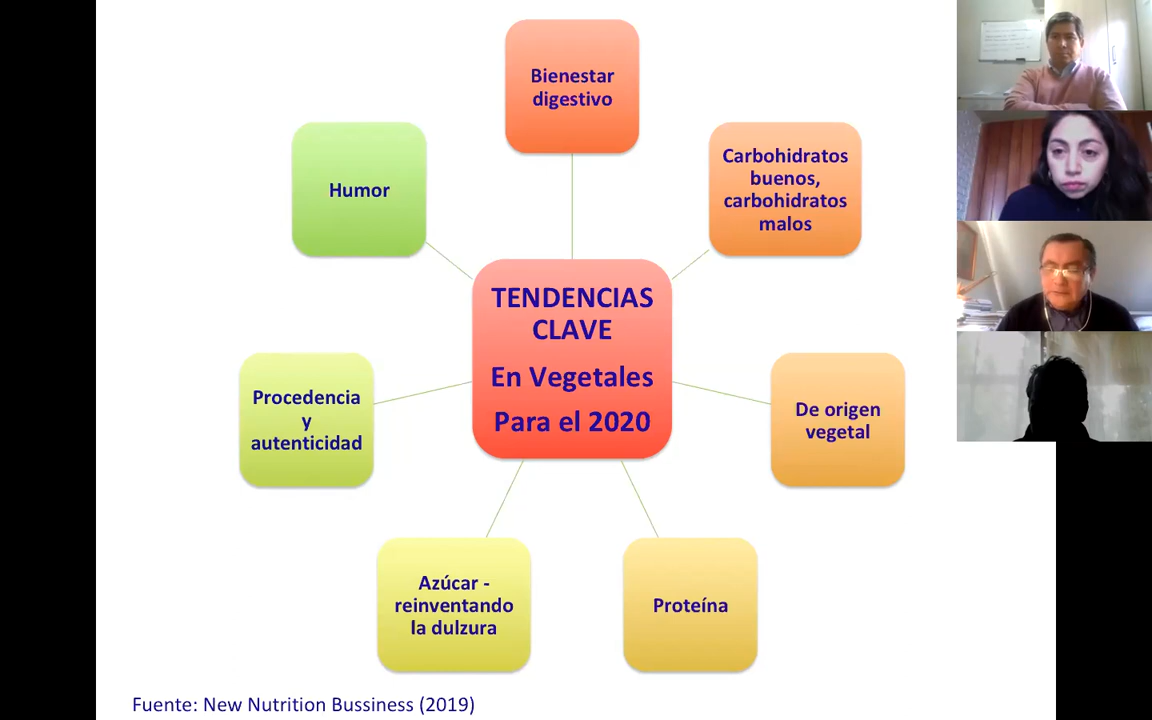 Bienestar
digestivo
Carbohidratos
buenos,
carbohidratos
malos
Humor
TENDENCIAS
CLAVE
En Vegetales
Para el 2020
Procedencia
y
autenticidad
De origen
vegetal
Azúcar -
reinventando
la dulzura
Proteína
Fuente: New Nutrition Bussiness (2019)